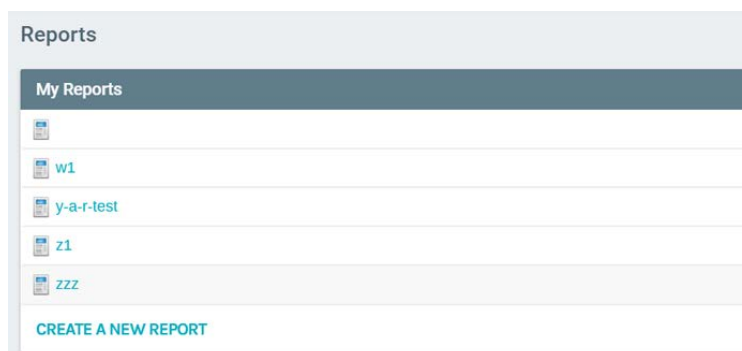 Reports
My Reports
w1
y-a-r-test
z1
zzz
CREATE A NEW REPORT